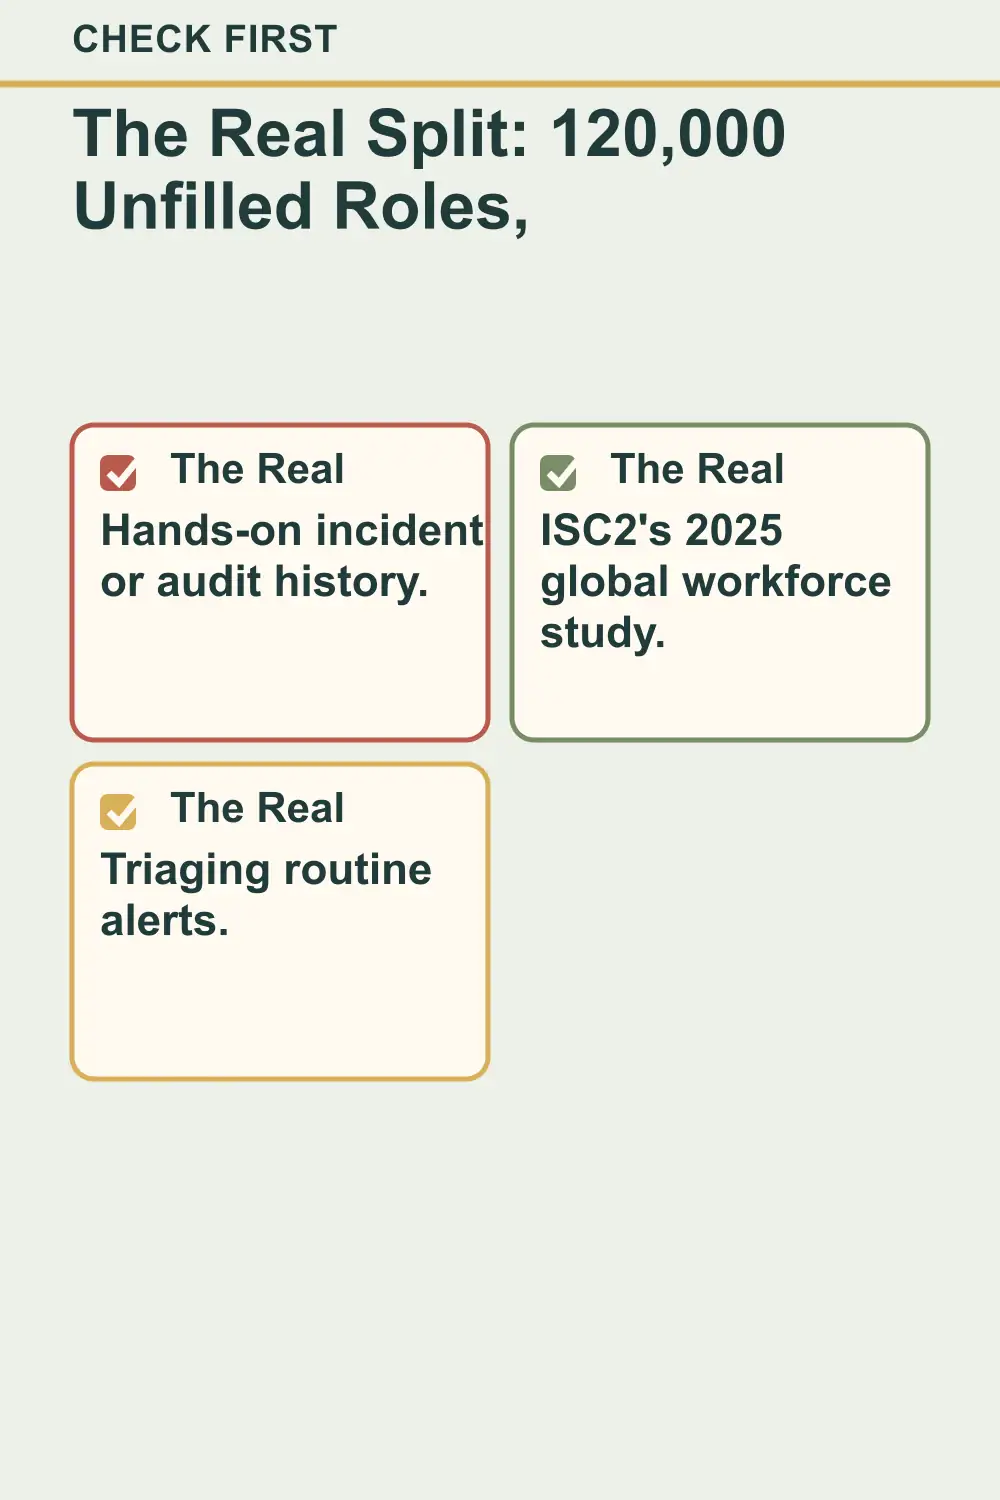 CHECK FIRST
The Real Split: 120,000
Unfilled Roles,
The Real
Hands-on incident
or audit history.
The Real
ISC2's 2025
global workforce
study.
The Real
Triaging routine
alerts.